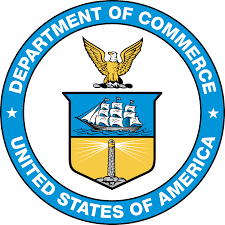 DEPARTMENT OF COMMERCE
UNITED STATES OF AMERICA